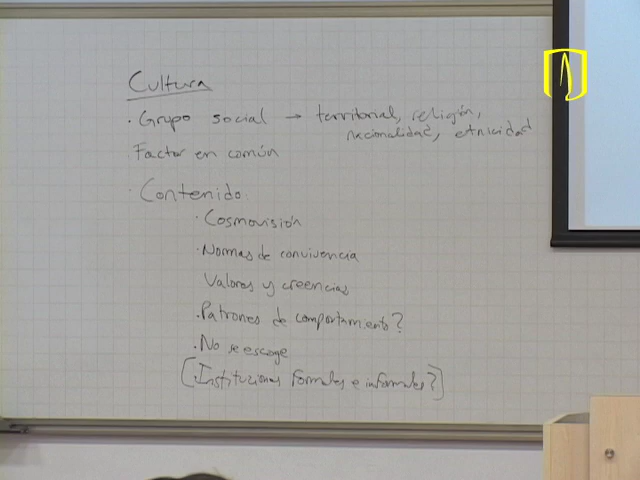 Cultura
· Grupo social → territorial, religión,
nacionalidad, etnicidad
· Factor en común
· Contenido:
· Cosmovisión
· Normas de convivencia
Valores y creencias
· Patrones de comportamiento?
· No se escoge
[· Instituciones formales e informales?]